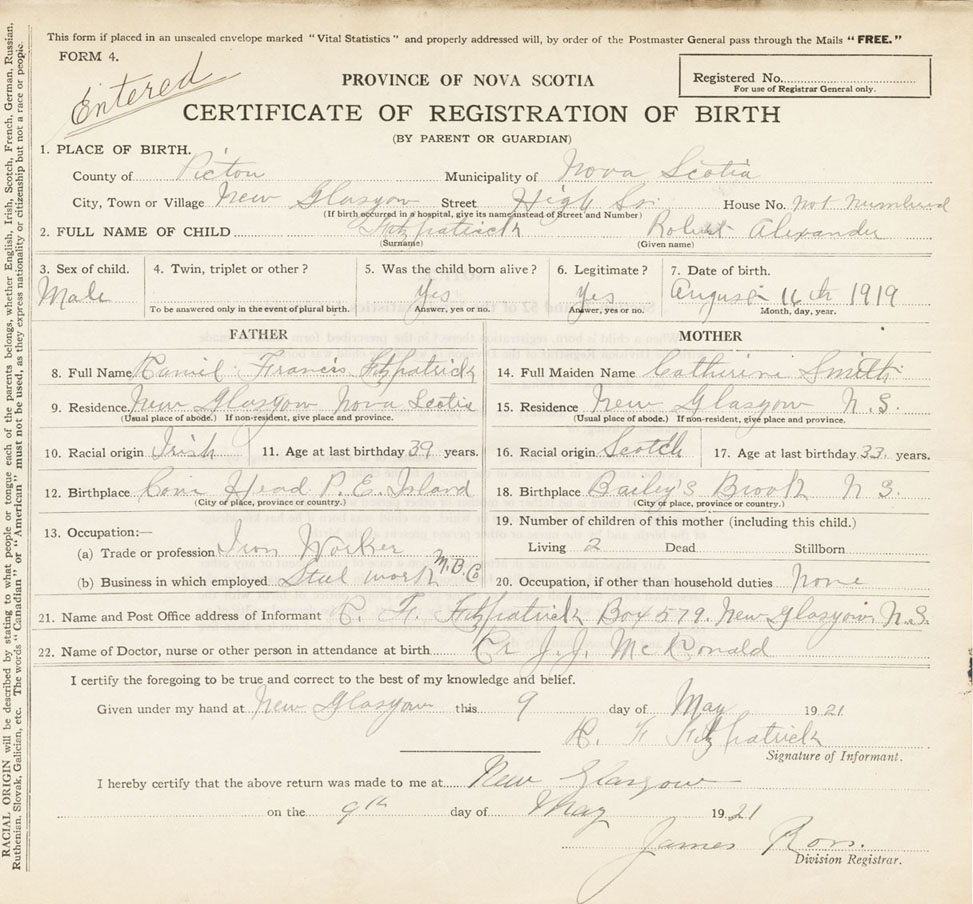 This form if placed in an unsealed envelope marked "Vital Statistics" and properly addressed will, by order of the Postmaster General pass through the Mails "FREE."
FORM 4.
Entered
PROVINCE OF NOVA SCOTIA
Registered No.
For use of Registrar General only.
CERTIFICATE OF REGISTRATION OF BIRTH
(BY PARENT OR GUARDIAN)
1. PLACE OF BIRTH.
County of Picton Municipality of Nova Scotia
City, Town or Village New Glasgow Street High St. House No. Not Numbered
(If birth occurred in a hospital, give its name instead of Street and Number)
2. FULL NAME OF CHILD Fitzpatrick Robert Alexander
(Surname) (Given name)
3. Sex of child. 4. Twin, triplet or other? 5. Was the child born alive? 6. Legitimate? 7. Date of birth.
Male Yes Yes August 16th 1919
To be answered only in the event of plural birth. Answer, yes or no. Answer, yes or no. Month, day, year.
FATHER
8. Full Name Daniel Francis Fitzpatrick
9. Residence New Glasgow Nova Scotia
(Usual place of abode.) If non-resident, give place and province.
10. Racial origin Irish 11. Age at last birthday 39 years.
12. Birthplace Cove Head P. E. Island
(City or place, province or country.)
13. Occupation:—
(a) Trade or profession Iron Worker
(b) Business in which employed Steel work M.B.C
MOTHER
14. Full Maiden Name Catherine Smith
15. Residence New Glasgow N.S.
(Usual place of abode.) If non-resident, give place and province.
16. Racial origin Scotch 17. Age at last birthday 33 years.
18. Birthplace Bailey's Brook N S.
(City or place, province or country.)
19. Number of children of this mother (including this child.)
Living 2 Dead Stillborn
20. Occupation, if other than household duties None
21. Name and Post Office address of Informant D. F. Fitzpatrick Box 579. New Glasgow. N.S.
22. Name of Doctor, nurse or other person in attendance at birth Dr J.J. McDonald
I certify the foregoing to be true and correct to the best of my knowledge and belief.
Given under my hand at New Glasgow this 9 day of May 1921
D. F Fitzpatrick
Signature of Informant.
I hereby certify that the above return was made to me at New Glasgow
on the 9th day of May 1921
James Ross.
Division Registrar.
RACIAL ORIGIN will be described by stating to what people or tongue each of the parents belongs, whether English, Irish, Scotch, French, German, Russian,
Ruthenian, Slovak, Galician, etc. The words "Canadian" or "American" must not be used, as they express nationality or citizenship but not a race or people.